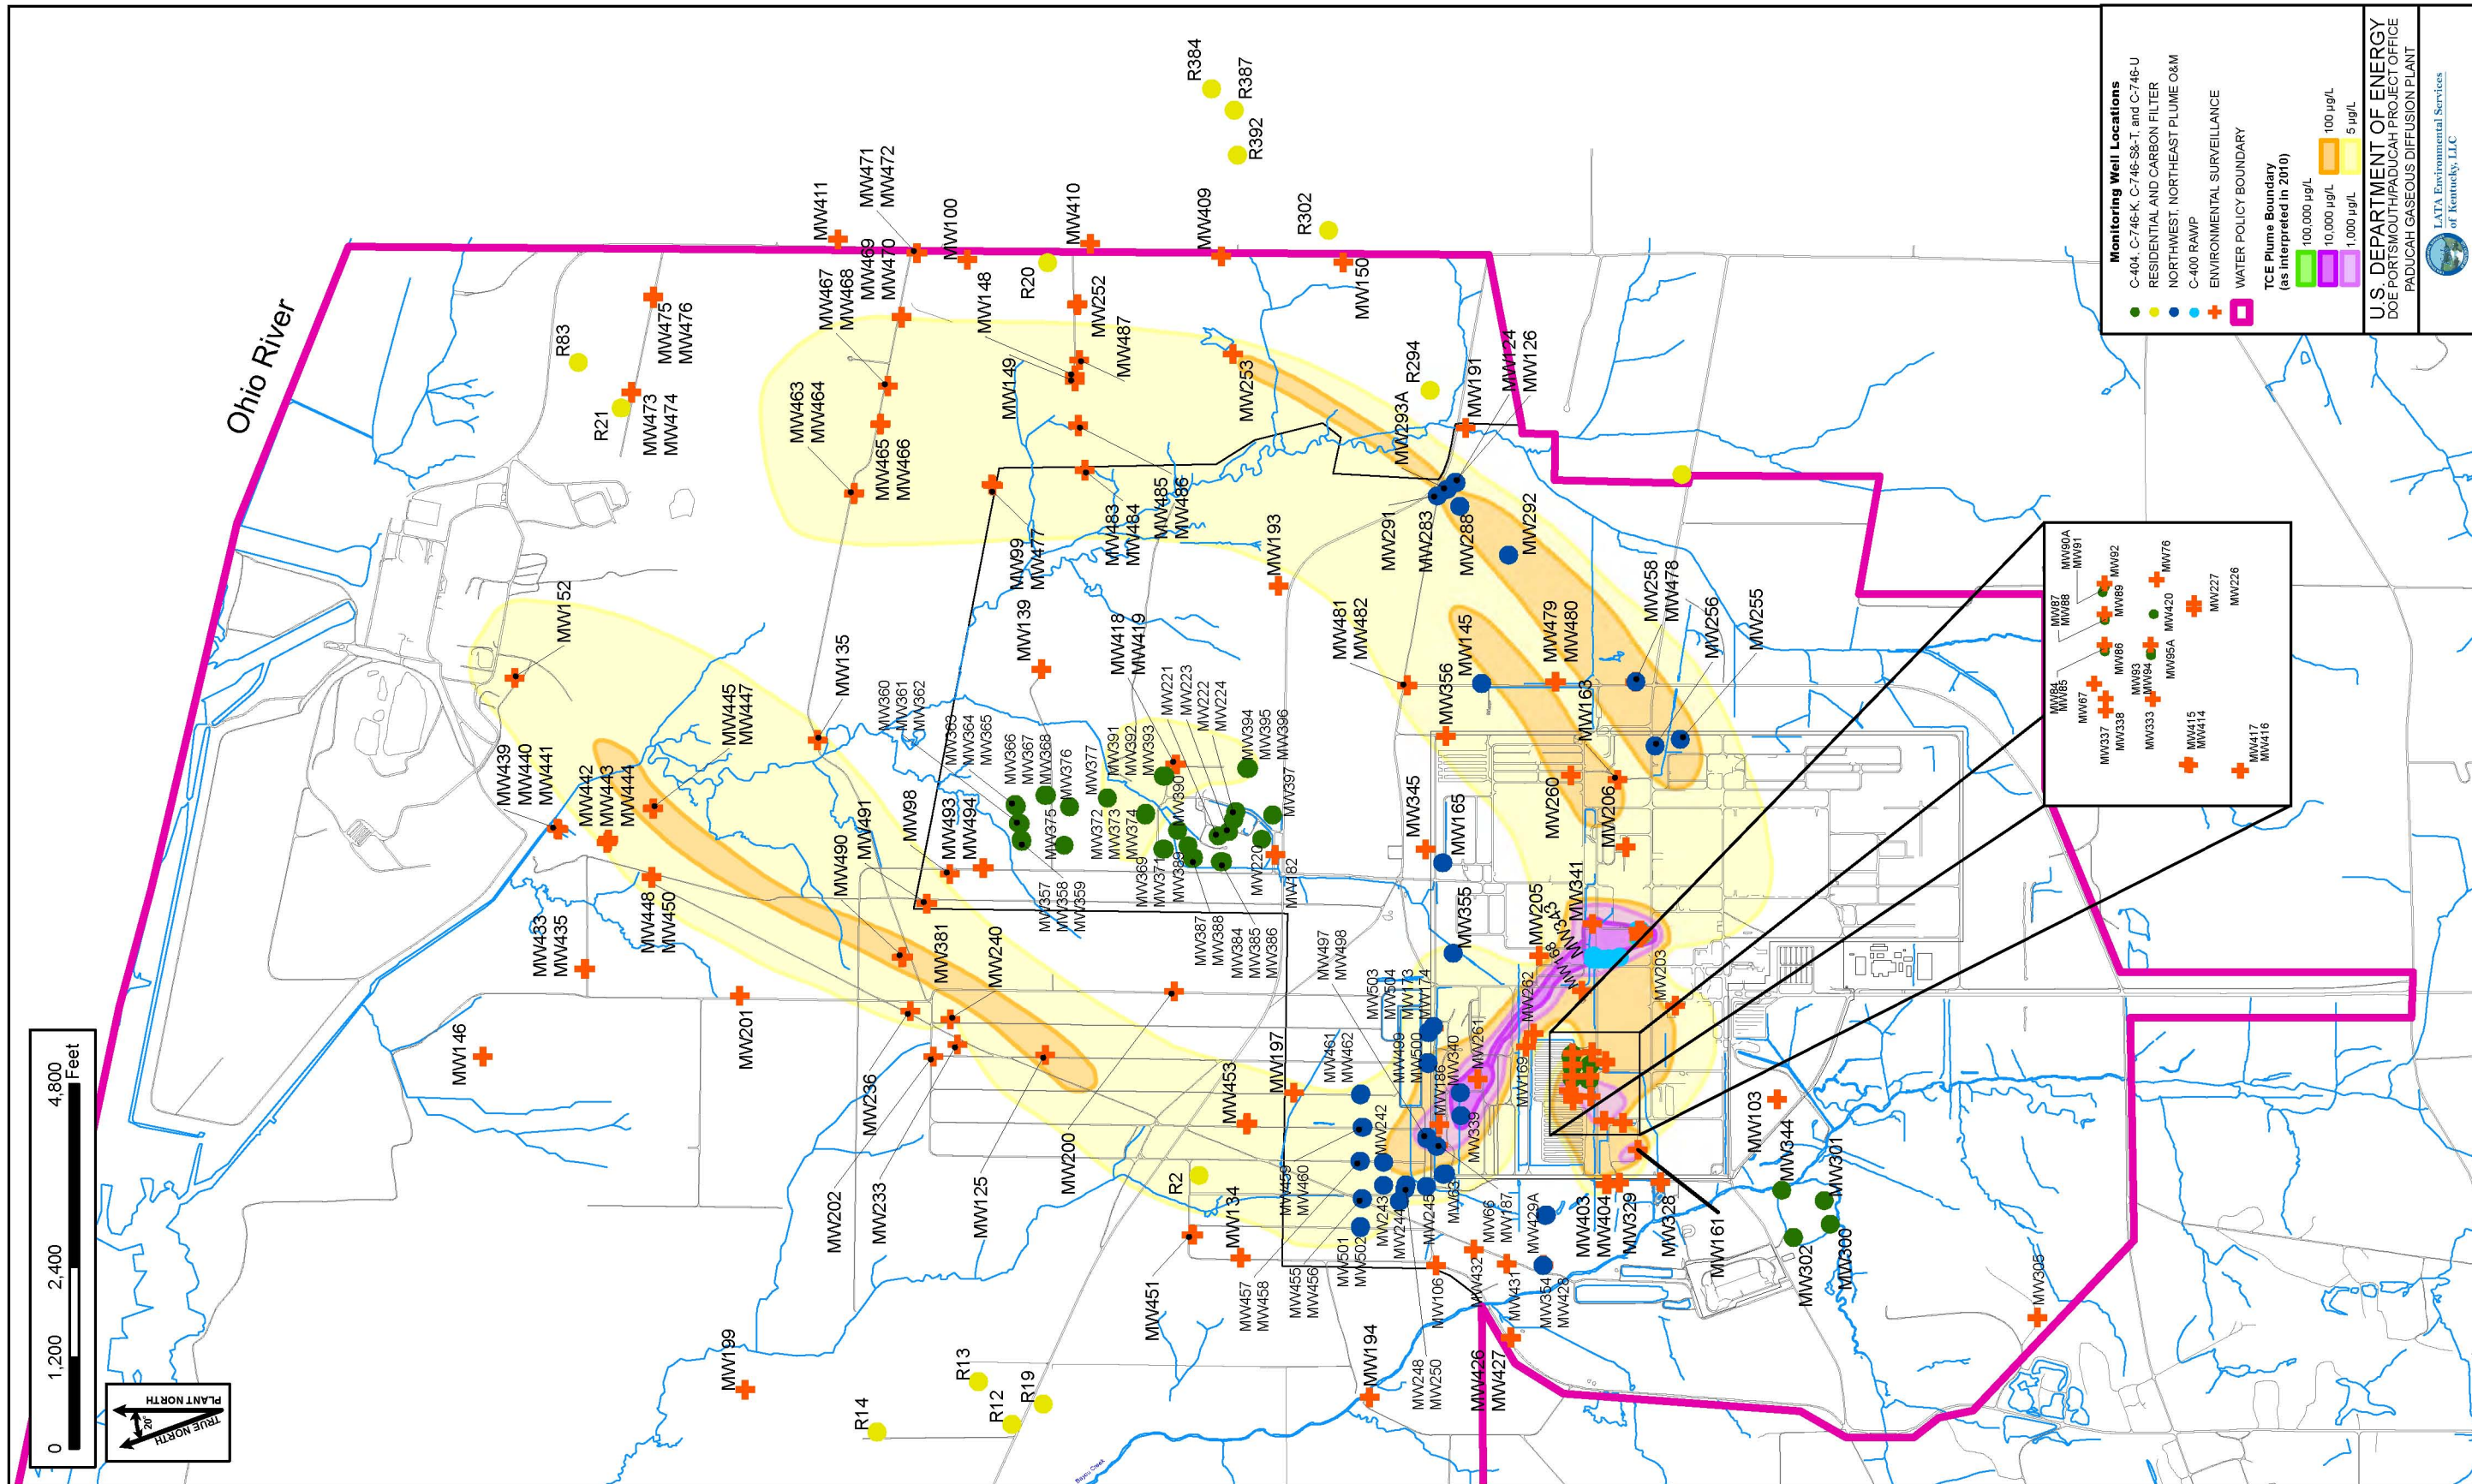 Ohio River
R83
R21
MW473
MW474
MW475
MW476
MW411
MW471
MW472
MW469
MW470
MW467
MW468
MW100
MW148
R20
MW410
MW252
MW487
MW149
MW463
MW464
MW465
MW466
R384
R387
R392
MW409
R302
MW150
MW253
R294
MW293A
MW191
MW124
MW126
MW99
MW477
MW483
MW484
MW485
MW486
MW193
MW291
MW283
MW288
MW292
MW152
MW445
MW447
MW135
MW439
MW440
MW441
MW442
MW443
MW444
MW433
MW435
MW448
MW450
MW490
MW491
MW98
MW493
MW494
MW139
MW360
MW361
MW362
MW363
MW364
MW365
MW366
MW367
MW368
MW376
MW377
MW375
MW372
MW373
MW374
MW391
MW392
MW393
MW418
MW419
MW221
MW223
MW222
MW224
MW394
MW395
MW396
MW397
MW390
MW357
MW358
MW359
MW369
MW371
MW389
MW220
MW182
MW387
MW388
MW384
MW385
MW386
MW481
MW482
MW356
MW145
MW479
MW480
MW163
MW258
MW478
MW256
MW255
MW345
MW165
MW260
MW206
MW355
MW205
MW341
MW343
MW168
MW203
MW262
MW169
MW261
MW340
MW186
MW339
MW497
MW498
MW503
MW504
MW173
MW174
MW499
MW500
MW461
MW462
MW242
MW459
MW460
MW243
MW244
MW245
MW63
MW66
MW187
MW429A
MW501
MW502
MW455
MW456
MW457
MW458
MW248
MW250
MW106
MW432
MW431
MW354
MW428
MW426
MW427
MW194
MW403
MW404
MW329
MW328
MW161
MW103
MW344
MW301
MW302
MW300
MW305
MW146
MW201
MW381
MW240
MW236
MW202
MW233
MW125
MW200
MW453
MW197
R2
MW134
MW451
MW199
R14
R13
R12
R19
Bayou Creek
MW90A
MW91
MW92
MW87
MW88
MW89
MW76
MW420
MW227
MW226
MW84
MW85
MW86
MW67
MW93
MW94
MW95A
MW337
MW338
MW333
MW415
MW414
MW417
MW416
0 1,200 2,400 4,800
Feet
PLANT NORTH
20°
TRUE NORTH
Monitoring Well Locations
C-404, C-746-K, C-746-S&-T, and C-746-U
RESIDENTIAL AND CARBON FILTER
NORTHWEST, NORTHEAST PLUME O&M
C-400 RAWP
ENVIRONMENTAL SURVEILLANCE
WATER POLICY BOUNDARY
TCE Plume Boundary
(as interpreted in 2010)
100,000 µg/L
10,000 µg/L
1,000 µg/L
100 µg/L
5 µg/L
U.S. DEPARTMENT OF ENERGY
DOE PORTSMOUTH/PADUCAH PROJECT OFFICE
PADUCAH GASEOUS DIFFUSION PLANT
LATA Environmental Services
of Kentucky, LLC